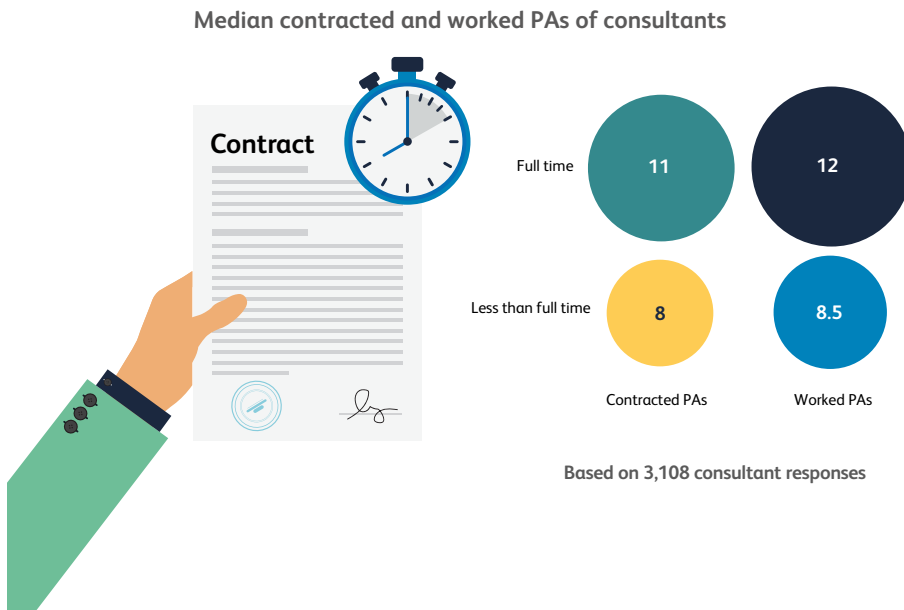 Median contracted and worked PAs of consultants
Contract
Full time
11
12
Less than full time
8
8.5
Contracted PAs
Worked PAs
Based on 3,108 consultant responses